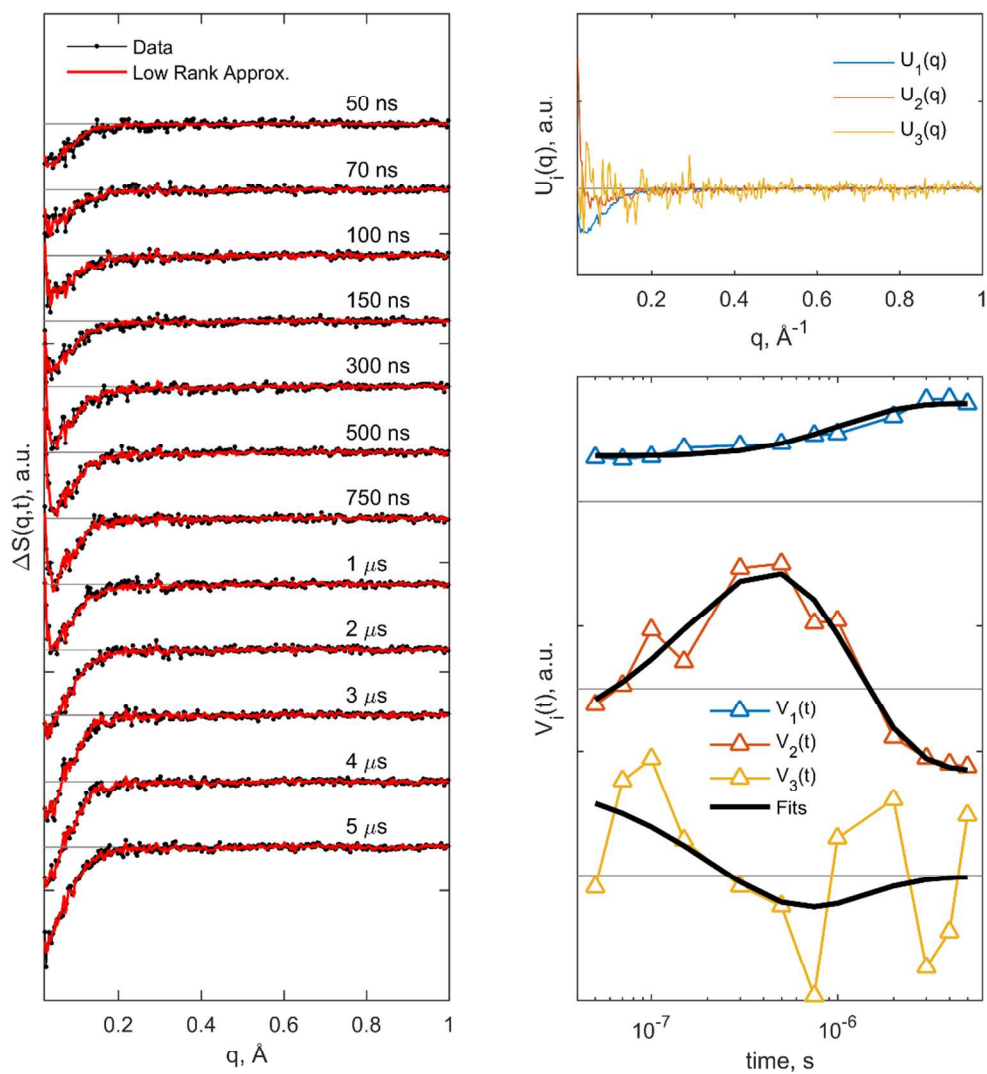 Data
Low Rank Approx.
50 ns
70 ns
100 ns
150 ns
300 ns
500 ns
750 ns
1 μs
2 μs
3 μs
4 μs
5 μs
ΔS(q,t), a.u.
0.2 0.4 0.6 0.8 1
q, Å
U₁(q)
U₂(q)
U₃(q)
Uᵢ(q), a.u.
0.2 0.4 0.6 0.8 1
q, Å⁻¹
Vᵢ(t), a.u.
V₁(t)
V₂(t)
V₃(t)
Fits
10⁻⁷ 10⁻⁶
time, s